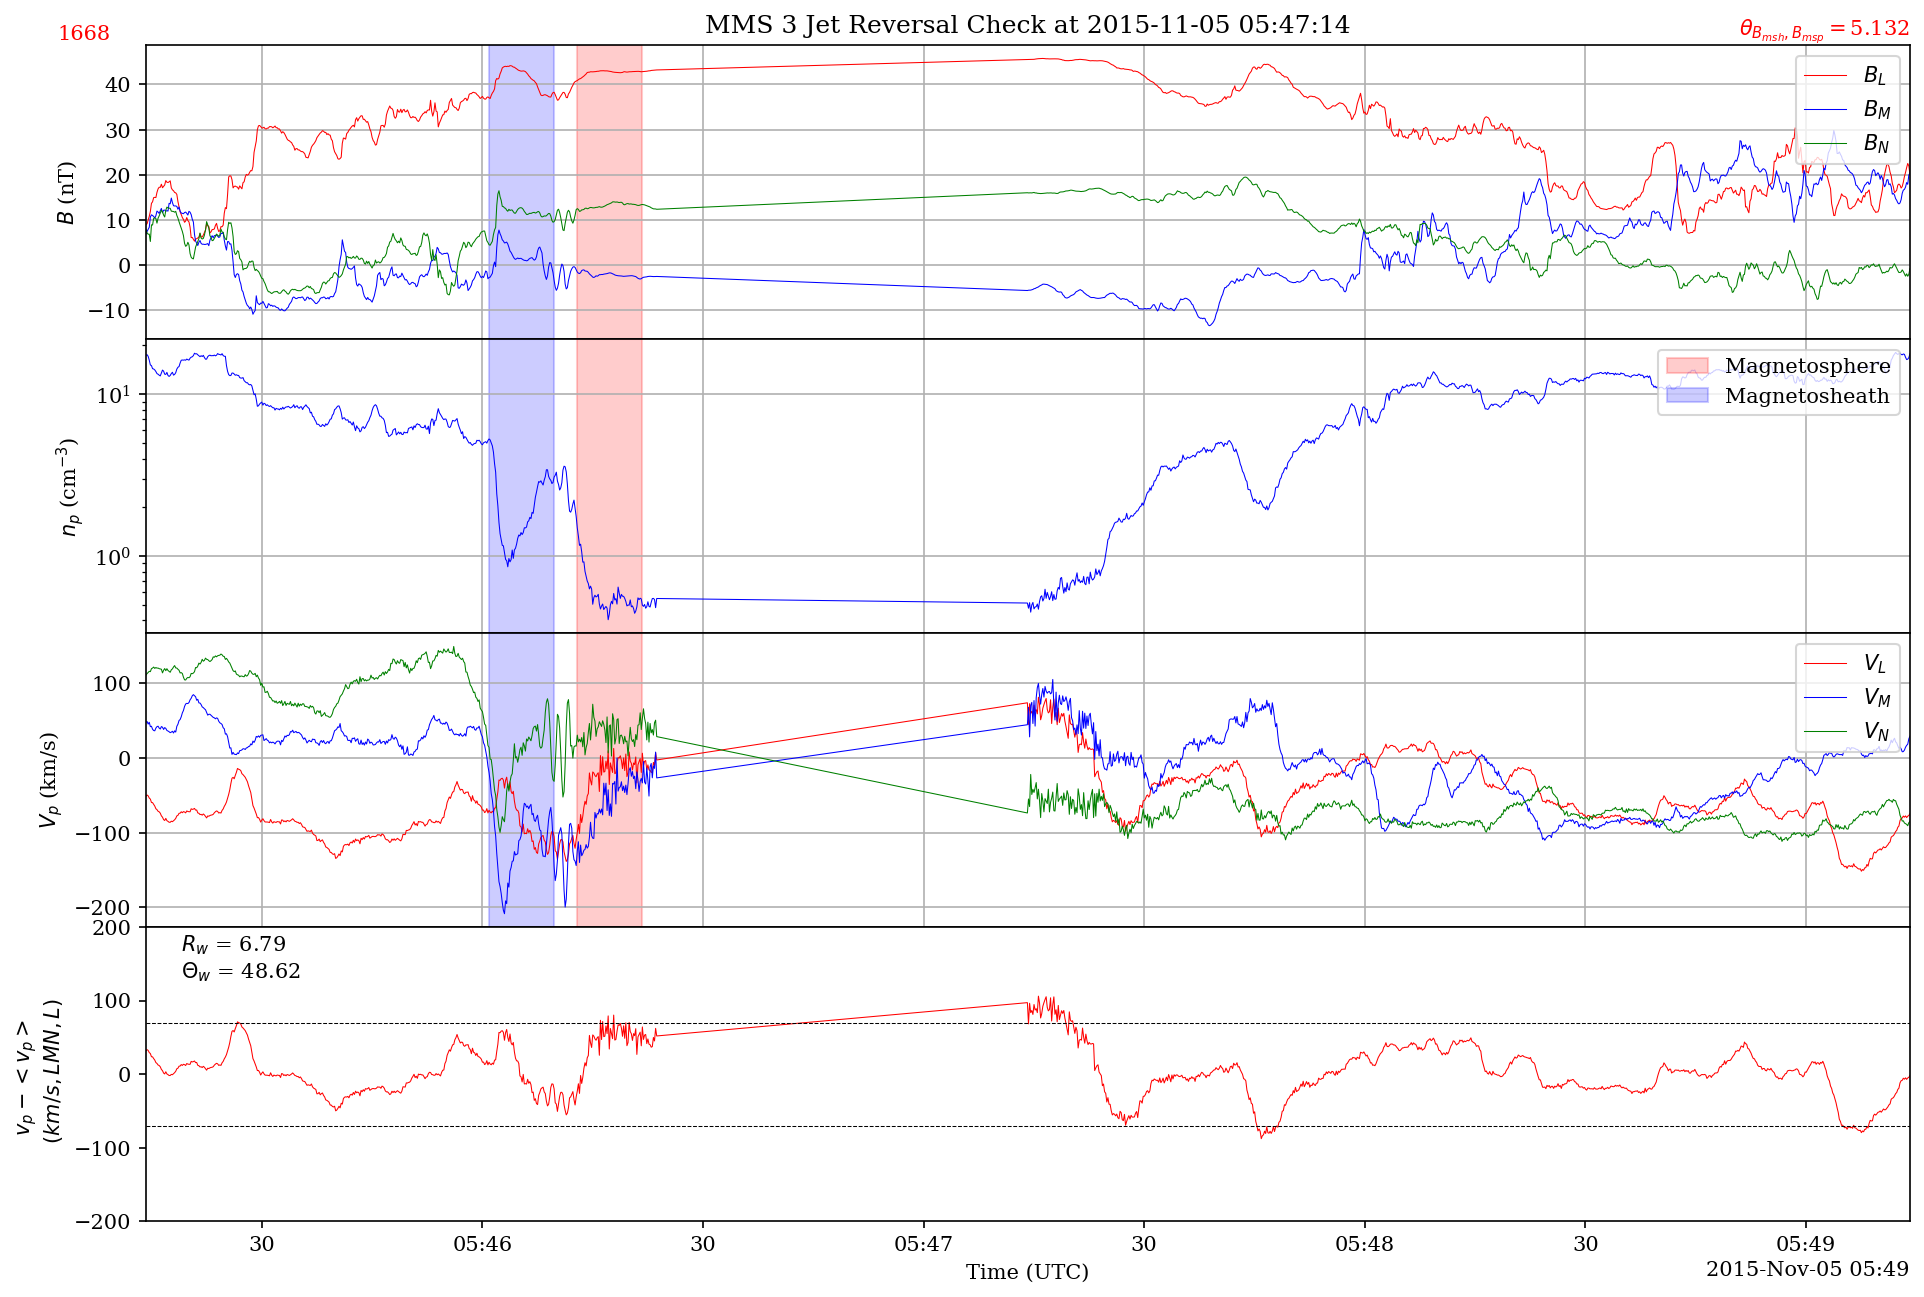 MMS 3 Jet Reversal Check at 2015-11-05 05:47:14
1668
θ_{B_{msh}, B_{msp}} = 5.132
40
30
20
10
0
−10
B (nT)
B_L
B_M
B_N
10^1
10^0
n_p (cm^{−3})
Magnetosphere
Magnetosheath
100
0
−100
−200
V_p (km/s)
V_L
V_M
V_N
200
100
0
−100
−200
v_p − < v_p >
(km/s, LMN, L)
R_w = 6.79
Θ_w = 48.62
30
05:46
30
05:47
30
05:48
30
05:49
Time (UTC)
2015-Nov-05 05:49